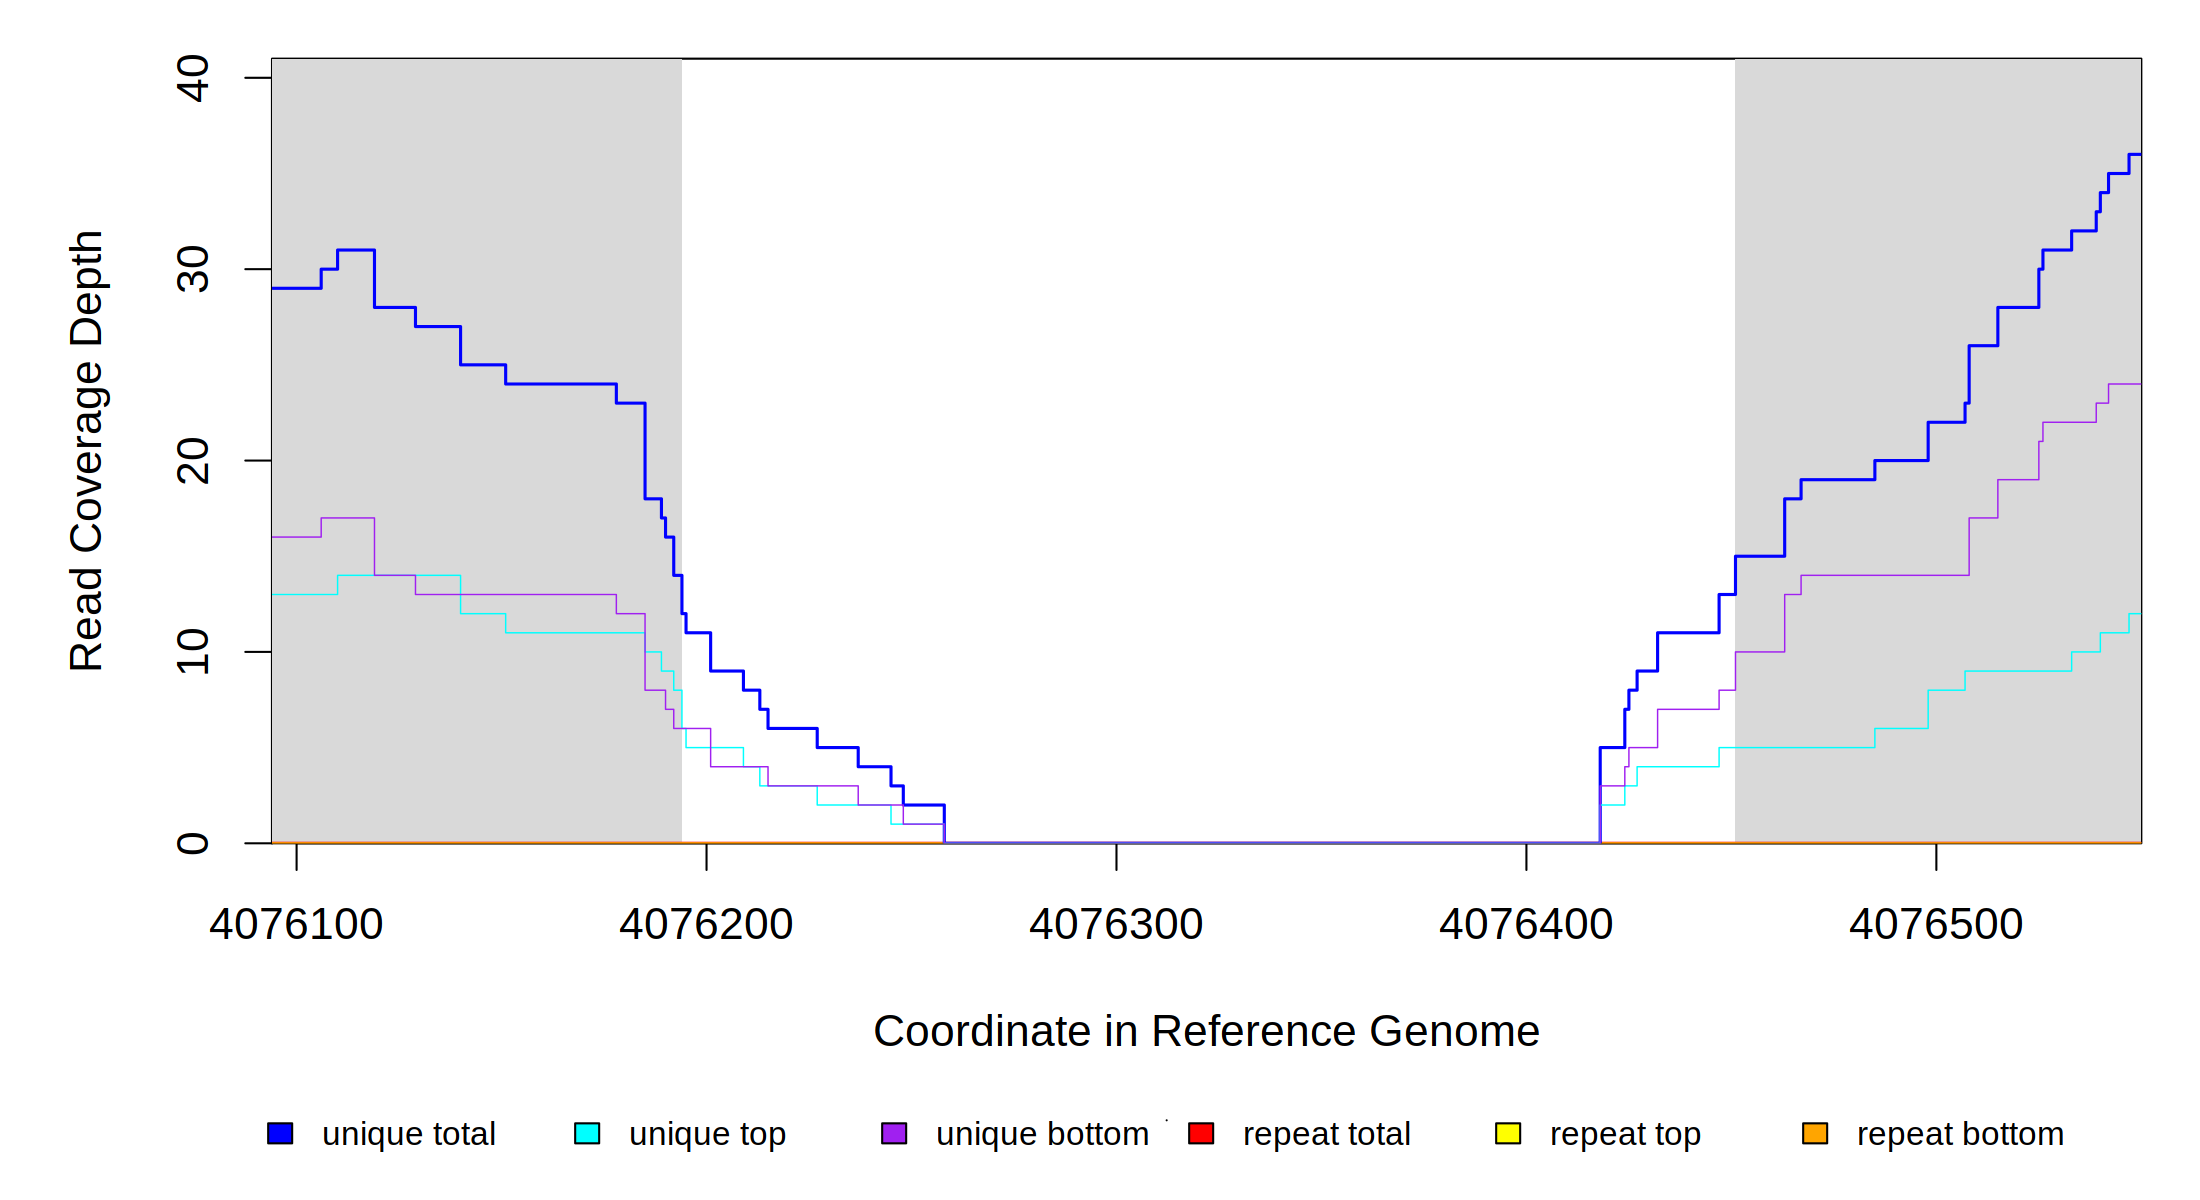 40
30
20
10
0
Read Coverage Depth
4076100 4076200 4076300 4076400 4076500
Coordinate in Reference Genome
unique total unique top unique bottom repeat total repeat top repeat bottom